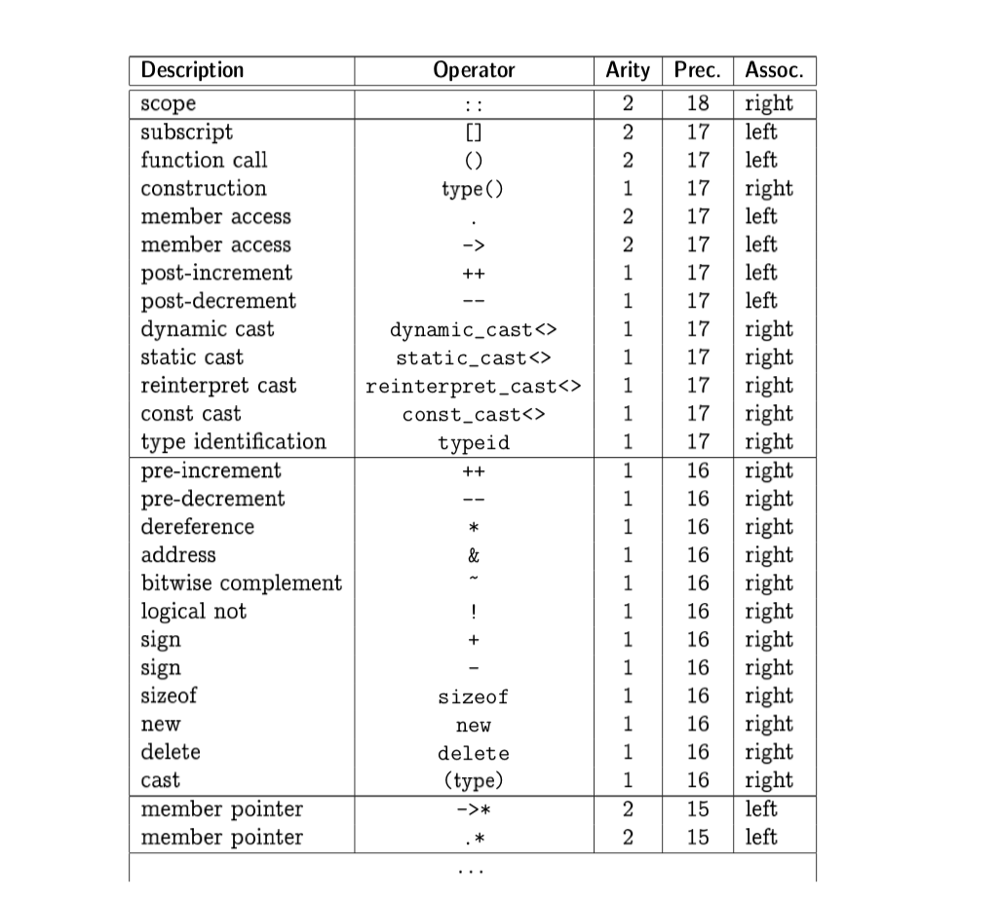 Description Operator Arity Prec. Assoc.
scope :: 2 18 right
subscript [] 2 17 left
function call () 2 17 left
construction type() 1 17 right
member access . 2 17 left
member access -> 2 17 left
post-increment ++ 1 17 left
post-decrement -- 1 17 left
dynamic cast dynamic_cast<> 1 17 right
static cast static_cast<> 1 17 right
reinterpret cast reinterpret_cast<> 1 17 right
const cast const_cast<> 1 17 right
type identification typeid 1 17 right
pre-increment ++ 1 16 right
pre-decrement -- 1 16 right
dereference * 1 16 right
address & 1 16 right
bitwise complement ~ 1 16 right
logical not ! 1 16 right
sign + 1 16 right
sign - 1 16 right
sizeof sizeof 1 16 right
new new 1 16 right
delete delete 1 16 right
cast (type) 1 16 right
member pointer ->* 2 15 left
member pointer .* 2 15 left
...